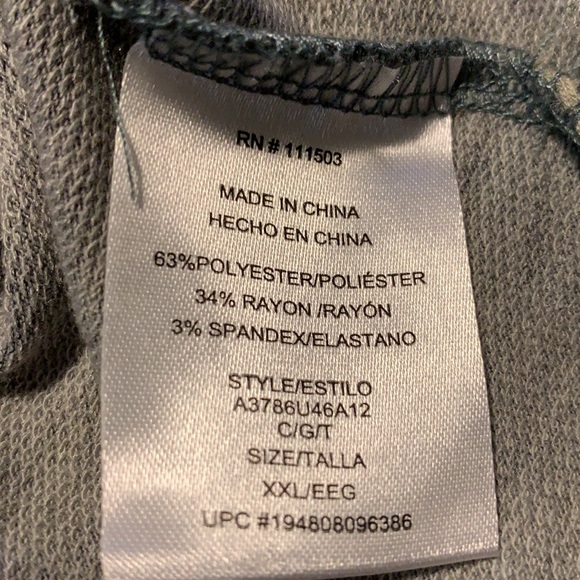 RN # 111503
MADE IN CHINA
HECHO EN CHINA
63%POLYESTER/POLIÉSTER
34% RAYON /RAYÓN
3% SPANDEX/ELASTANO
STYLE/ESTILO
A3786U46A12
C/G/T
SIZE/TALLA
XXL/EEG
UPC #194808096386